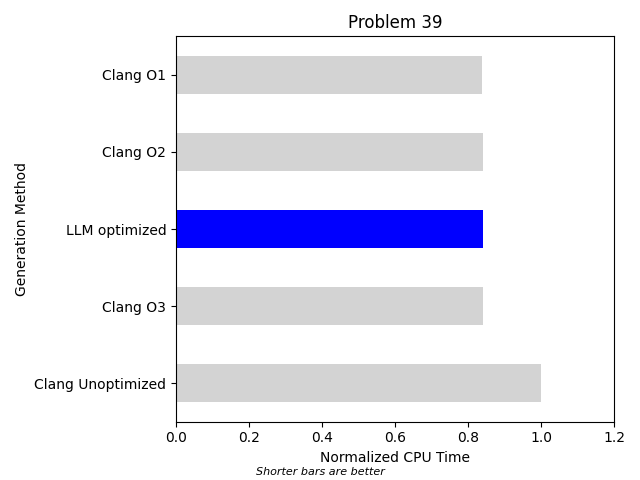 Problem 39
Clang O1
Clang O2
LLM optimized
Clang O3
Clang Unoptimized
Generation Method
0.0 0.2 0.4 0.6 0.8 1.0 1.2
Normalized CPU Time
Shorter bars are better